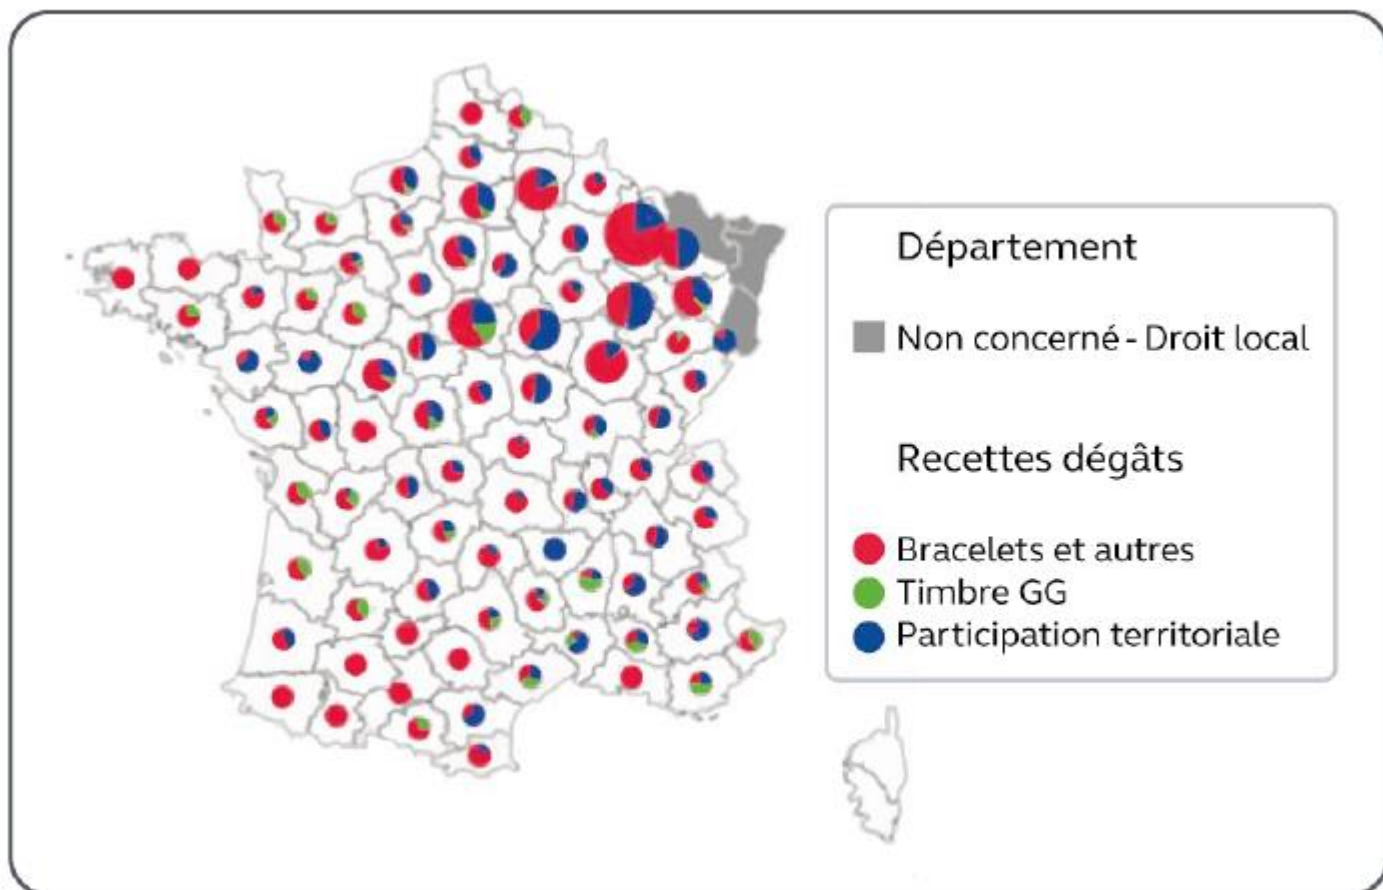 Département
Non concerné - Droit local
Recettes dégâts
Bracelets et autres
Timbre GG
Participation territoriale